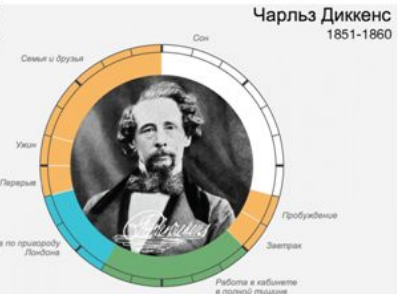 Чарльз Диккенс
1851-1860
Сон
Семья и друзья
Ужин
Перерыв
Пробуждение
Завтрак
по пригороду
Лондона
Работа в кабинете
в полной тишине